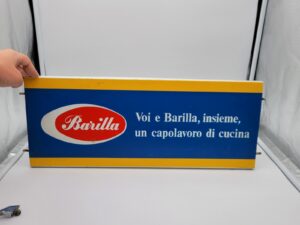 Barilla
Voi e Barilla, insieme,
un capolavoro di cucina